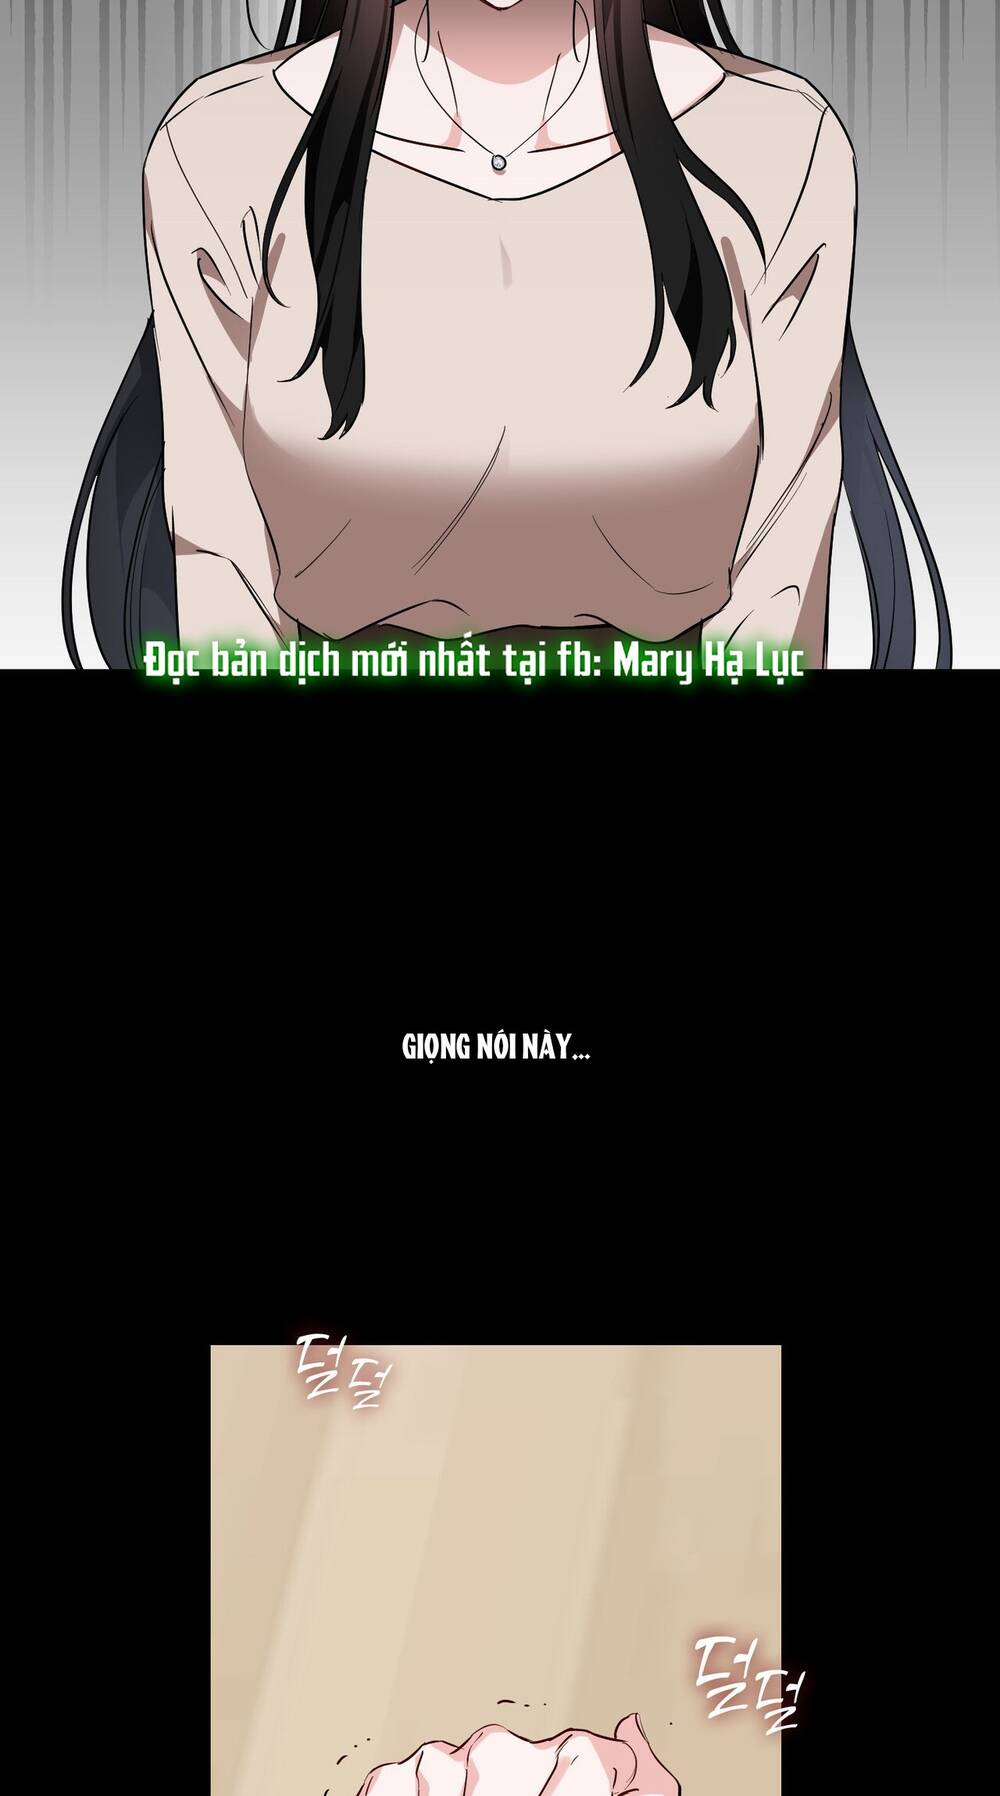 Đọc bản dịch mới nhất tại fb: Mary Hạ Lục
GIỌNG NÓI NÀY...
덜덜
덜덜